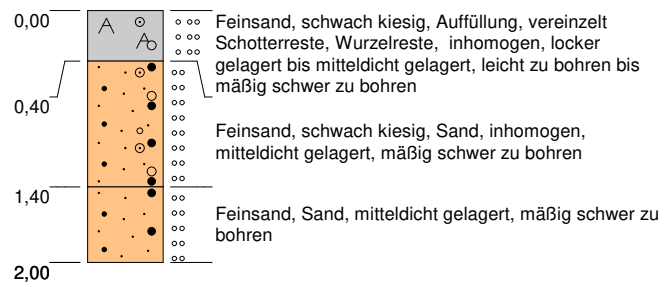 0,00
Feinsand, schwach kiesig, Auffüllung, vereinzelt
Schotterreste, Wurzelreste, inhomogen, locker
gelagert bis mitteldicht gelagert, leicht zu bohren bis
mäßig schwer zu bohren
A
A
0,40
Feinsand, schwach kiesig, Sand, inhomogen,
mitteldicht gelagert, mäßig schwer zu bohren
1,40
Feinsand, Sand, mitteldicht gelagert, mäßig schwer zu
bohren
2,00